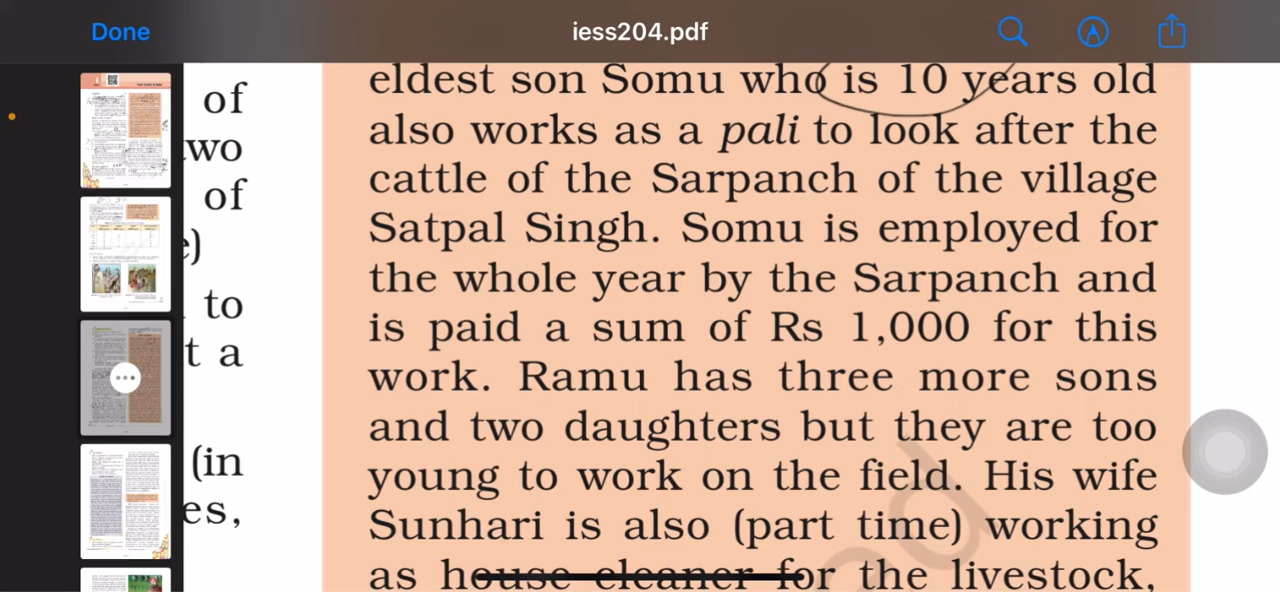 Done
iess204.pdf
of
two
of
e)
to
t a
(in
es,
eldest son Somu who is 10 years old
also works as a pali to look after the
cattle of the Sarpanch of the village
Satpal Singh. Somu is employed for
the whole year by the Sarpanch and
is paid a sum of Rs 1,000 for this
work. Ramu has three more sons
and two daughters but they are too
young to work on the field. His wife
Sunhari is also (part time) working
as house cleaner for the livestock,